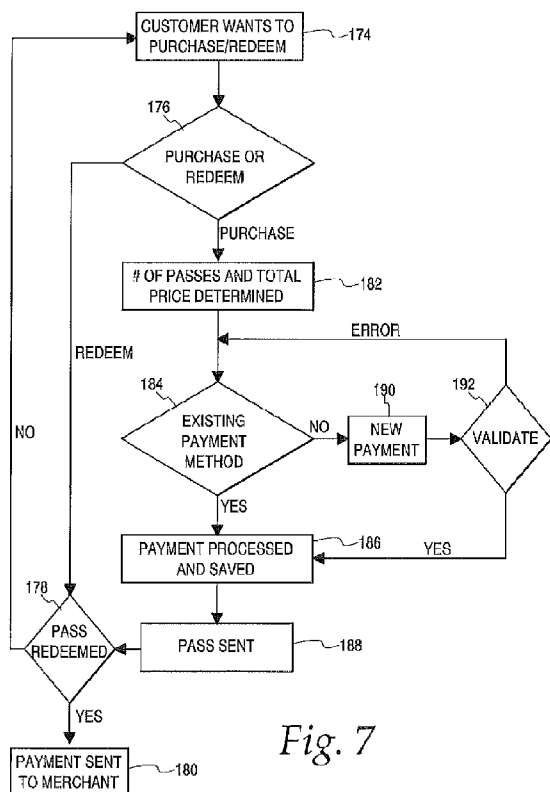 CUSTOMER WANTS TO
PURCHASE/REDEEM
174
176
PURCHASE OR
REDEEM
PURCHASE
# OF PASSES AND TOTAL
PRICE DETERMINED
182
ERROR
REDEEM
184
EXISTING
PAYMENT
METHOD
NO
190
NEW
PAYMENT
192
VALIDATE
NO
YES
PAYMENT PROCESSED
AND SAVED
186
YES
178
PASS
REDEEMED
PASS SENT
188
YES
PAYMENT SENT
TO MERCHANT
180
Fig. 7